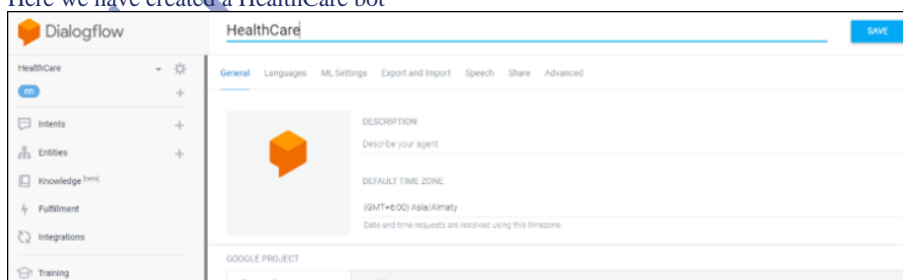 Here we have created a HealthCare bot
Dialogflow
HealthCare
SAVE
HealthCare
en
Intents
Entities
Knowledge [beta]
Fulfillment
Integrations
Training
General Languages ML Settings Export and Import Speech Share Advanced
DESCRIPTION
Describe your agent
DEFAULT TIME ZONE
(GMT+6:00) Asia/Almaty
Date and time requests are resolved using this timezone.
GOOGLE PROJECT